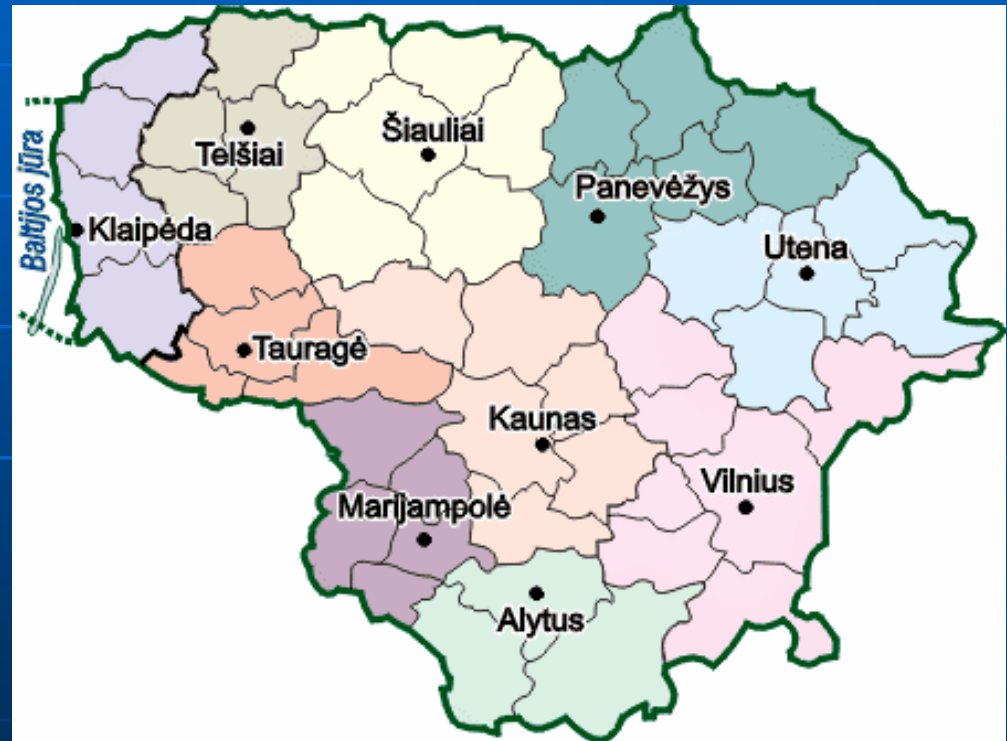 Šiauliai
Telšiai
Panevėžys
Baltijos jūra
Klaipėda
Utena
Tauragė
Kaunas
Vilnius
Marijampolė
Alytus